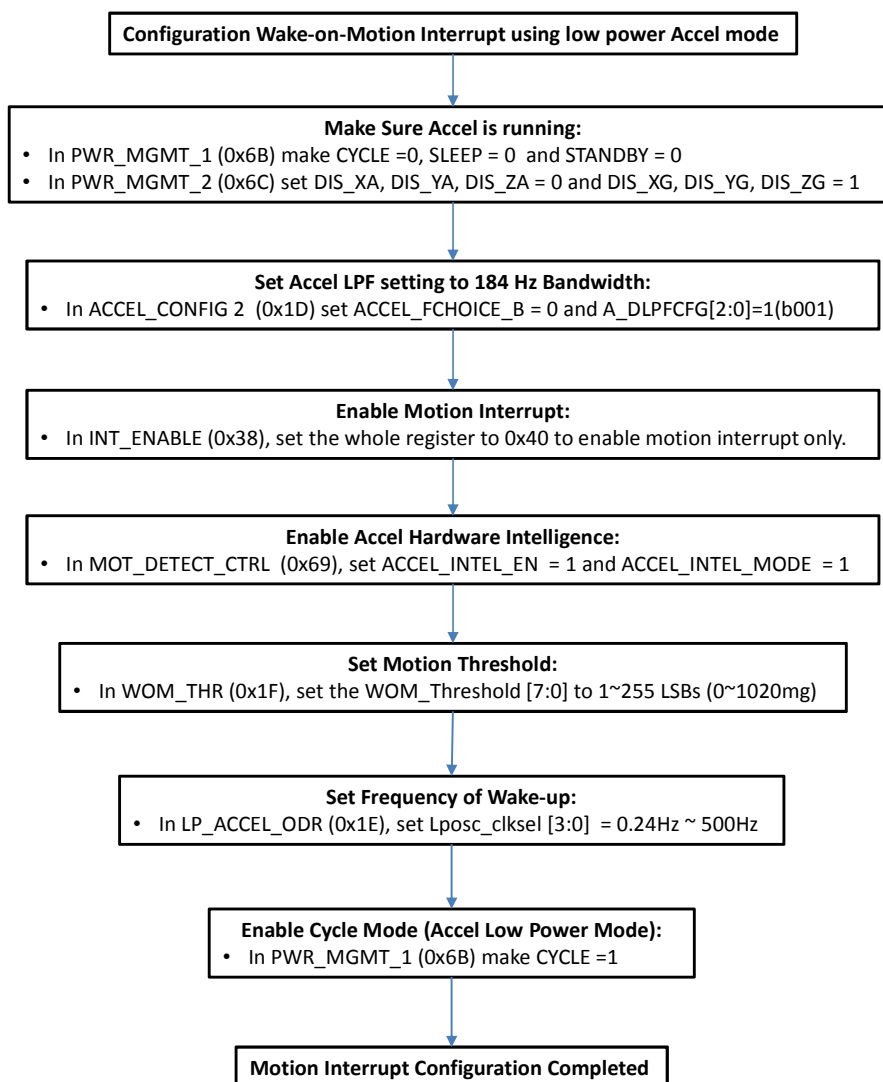 Configuration Wake-on-Motion Interrupt using low power Accel mode
Make Sure Accel is running:
• In PWR_MGMT_1 (0x6B) make CYCLE =0, SLEEP = 0 and STANDBY = 0
• In PWR_MGMT_2 (0x6C) set DIS_XA, DIS_YA, DIS_ZA = 0 and DIS_XG, DIS_YG, DIS_ZG = 1
Set Accel LPF setting to 184 Hz Bandwidth:
• In ACCEL_CONFIG 2 (0x1D) set ACCEL_FCHOICE_B = 0 and A_DLPFCFG[2:0]=1(b001)
Enable Motion Interrupt:
• In INT_ENABLE (0x38), set the whole register to 0x40 to enable motion interrupt only.
Enable Accel Hardware Intelligence:
• In MOT_DETECT_CTRL (0x69), set ACCEL_INTEL_EN = 1 and ACCEL_INTEL_MODE = 1
Set Motion Threshold:
• In WOM_THR (0x1F), set the WOM_Threshold [7:0] to 1~255 LSBs (0~1020mg)
Set Frequency of Wake-up:
• In LP_ACCEL_ODR (0x1E), set Lposc_clksel [3:0] = 0.24Hz ~ 500Hz
Enable Cycle Mode (Accel Low Power Mode):
• In PWR_MGMT_1 (0x6B) make CYCLE =1
Motion Interrupt Configuration Completed